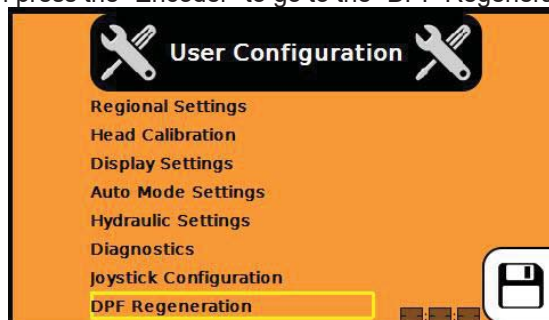 press the "Encoder" to go to the "DPF Regener
User Configuration
Regional Settings
Head Calibration
Display Settings
Auto Mode Settings
Hydraulic Settings
Diagnostics
Joystick Configuration
DPF Regeneration